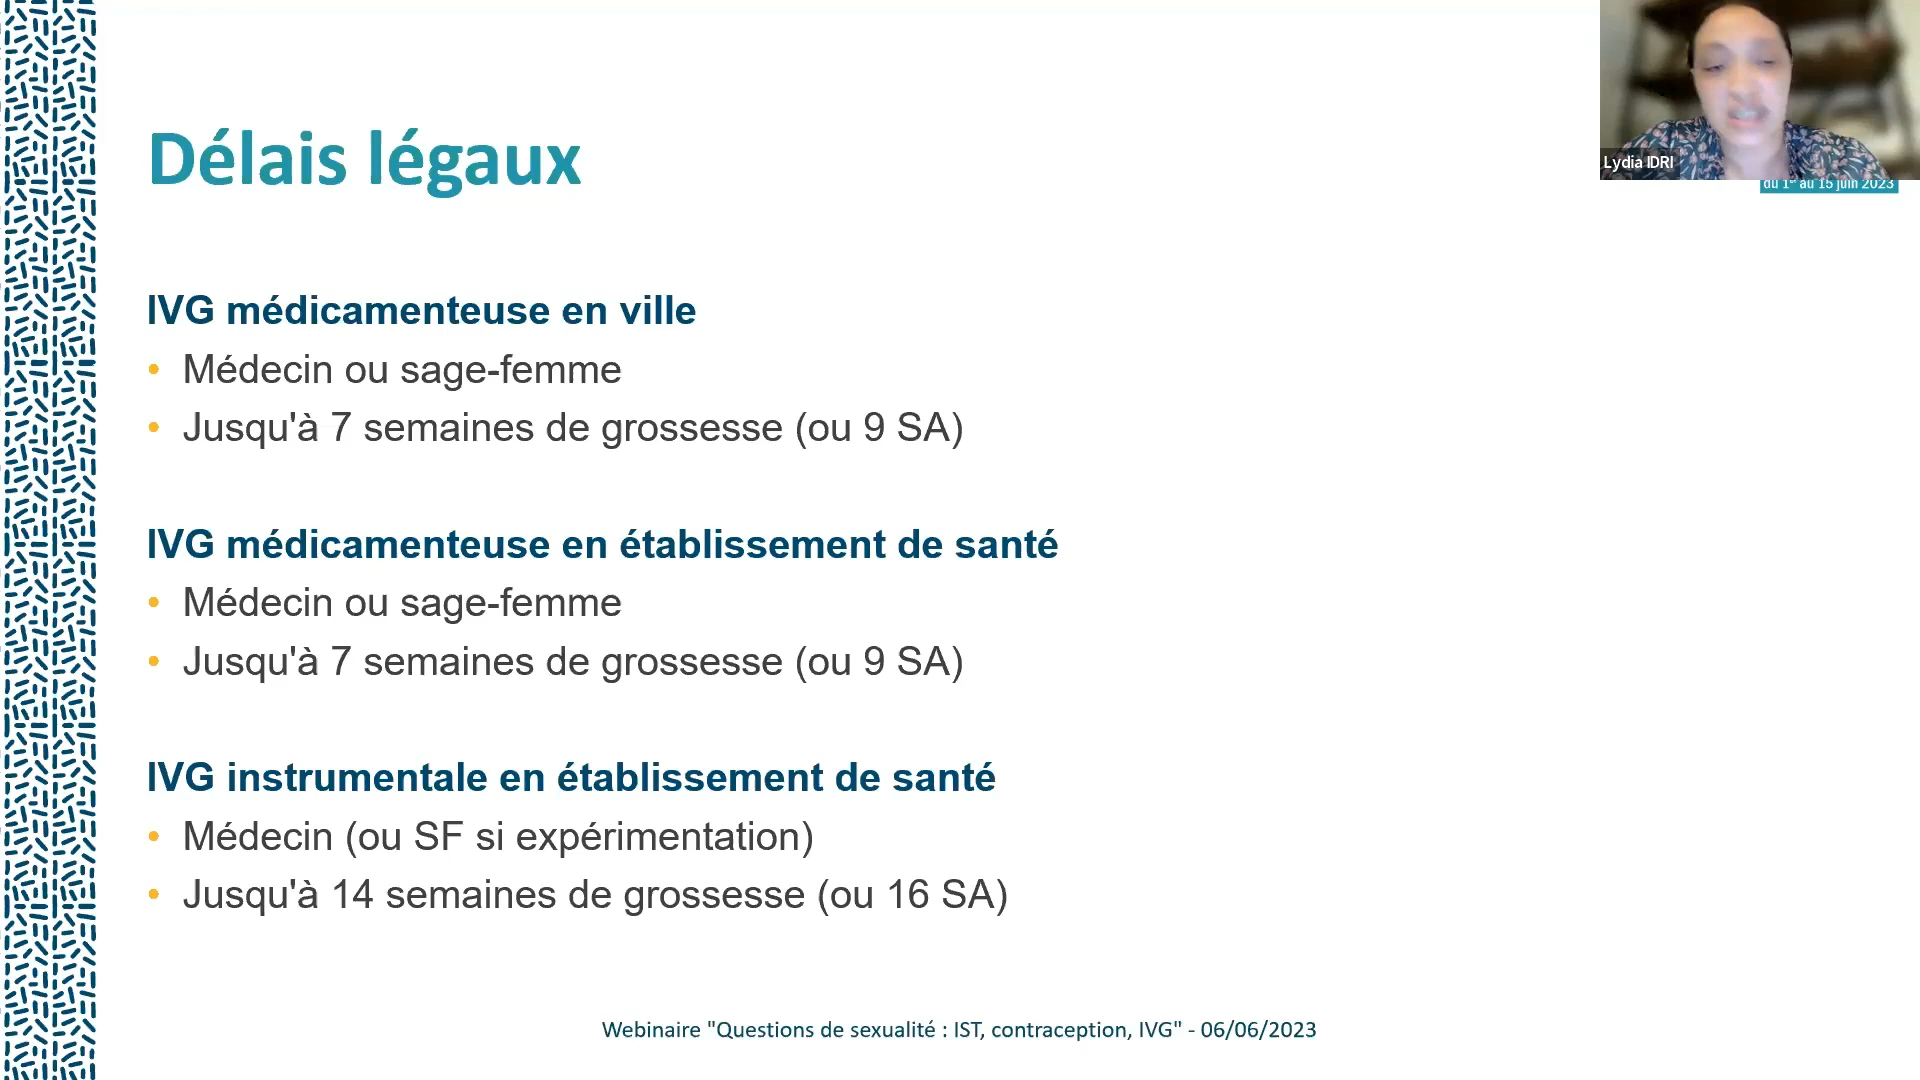 Lydia IDRI
du 1er au 15 juin 2023
Délais légaux
IVG médicamenteuse en ville
• Médecin ou sage-femme
• Jusqu'à 7 semaines de grossesse (ou 9 SA)
IVG médicamenteuse en établissement de santé
• Médecin ou sage-femme
• Jusqu'à 7 semaines de grossesse (ou 9 SA)
IVG instrumentale en établissement de santé
• Médecin (ou SF si expérimentation)
• Jusqu'à 14 semaines de grossesse (ou 16 SA)
Webinaire "Questions de sexualité : IST, contraception, IVG" - 06/06/2023